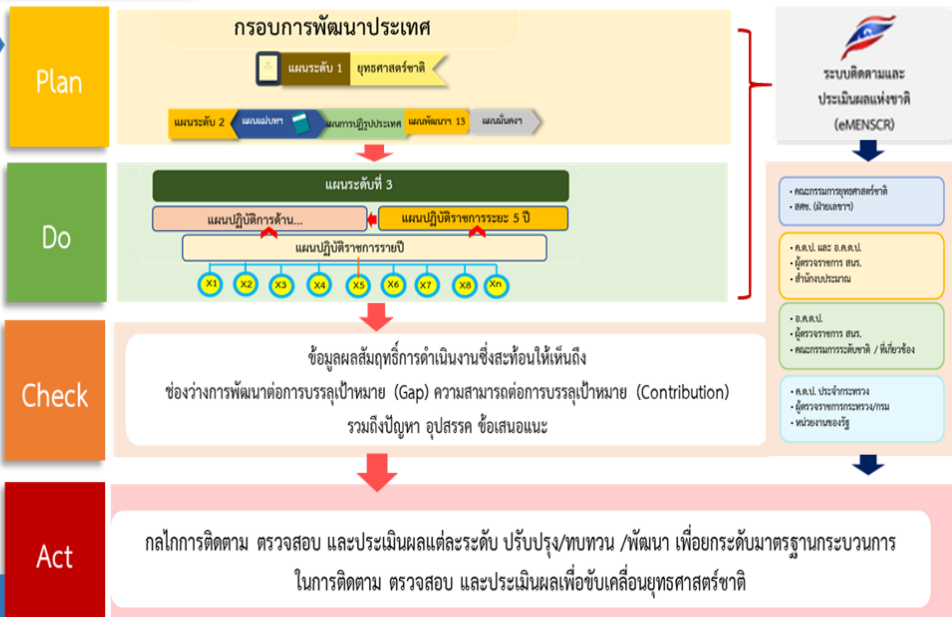 Plan
กรอบการพัฒนาประเทศ
แผนระดับ 1
ยุทธศาสตร์ชาติ
แผนระดับ 2
แผนแม่บทฯ
แผนการปฏิรูปประเทศ
แผนพัฒนาฯ 13
แผนมั่นคงฯ
Do
แผนระดับที่ 3
แผนปฏิบัติการด้าน...
แผนปฏิบัติราชการระยะ 5 ปี
แผนปฏิบัติราชการรายปี
X1 X2 X3 X4 X5 X6 X7 X8 Xn
Check
ข้อมูลผลสัมฤทธิ์การดำเนินงานซึ่งสะท้อนให้เห็นถึง
ช่องว่างการพัฒนาต่อการบรรลุเป้าหมาย (Gap) ความสามารถต่อการบรรลุเป้าหมาย (Contribution)
รวมถึงปัญหา อุปสรรค ข้อเสนอแนะ
Act
กลไกการติดตาม ตรวจสอบ และประเมินผลแต่ละระดับ ปรับปรุง/ทบทวน /พัฒนา เพื่อยกระดับมาตรฐานกระบวนการ
ในการติดตาม ตรวจสอบ และประเมินผลเพื่อขับเคลื่อนยุทธศาสตร์ชาติ
ระบบติดตามและ
ประเมินผลแห่งชาติ
(eMENSCR)
• คณะกรรมการยุทธศาสตร์ชาติ
• สศช. (ฝ่ายเลขาฯ)
• ค.ต.ป. และ อ.ค.ต.ป.
• ผู้ตรวจราชการ สนร.
• สำนักงบประมาณ
• อ.ค.ต.ป.
• ผู้ตรวจราชการ สนร.
• คณะกรรมการระดับชาติ / ที่เกี่ยวข้อง
• ค.ต.ป. ประจำกระทรวง
• ผู้ตรวจราชการกระทรวง/กรม
• หน่วยงานของรัฐ